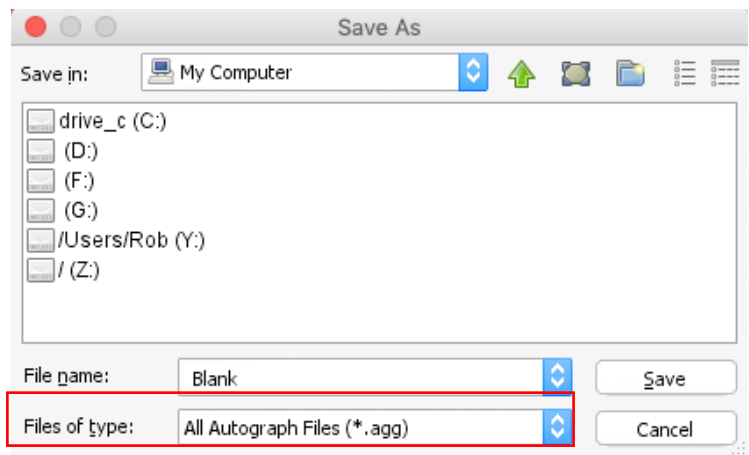 Save As
Save in: My Computer
drive_c (C:)
(D:)
(F:)
(G:)
/Users/Rob (Y:)
/ (Z:)
File name: Blank Save
Files of type: All Autograph Files (*.agg) Cancel